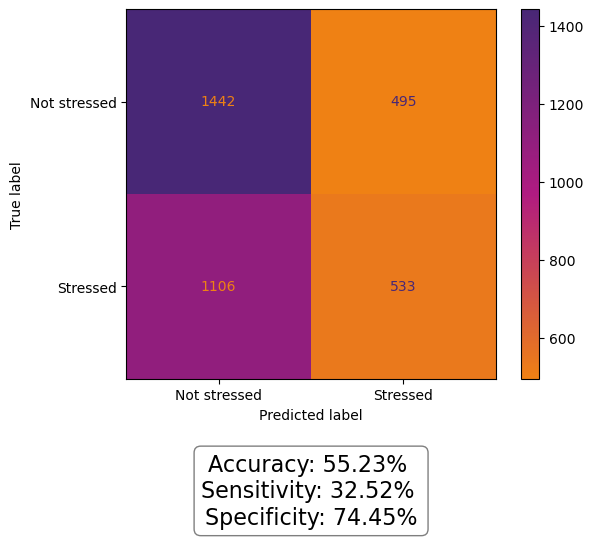 True label
Not stressed
1442
495
Stressed
1106
533
Not stressed
Stressed
Predicted label
1400
1200
1000
800
600
Accuracy: 55.23%
Sensitivity: 32.52%
Specificity: 74.45%